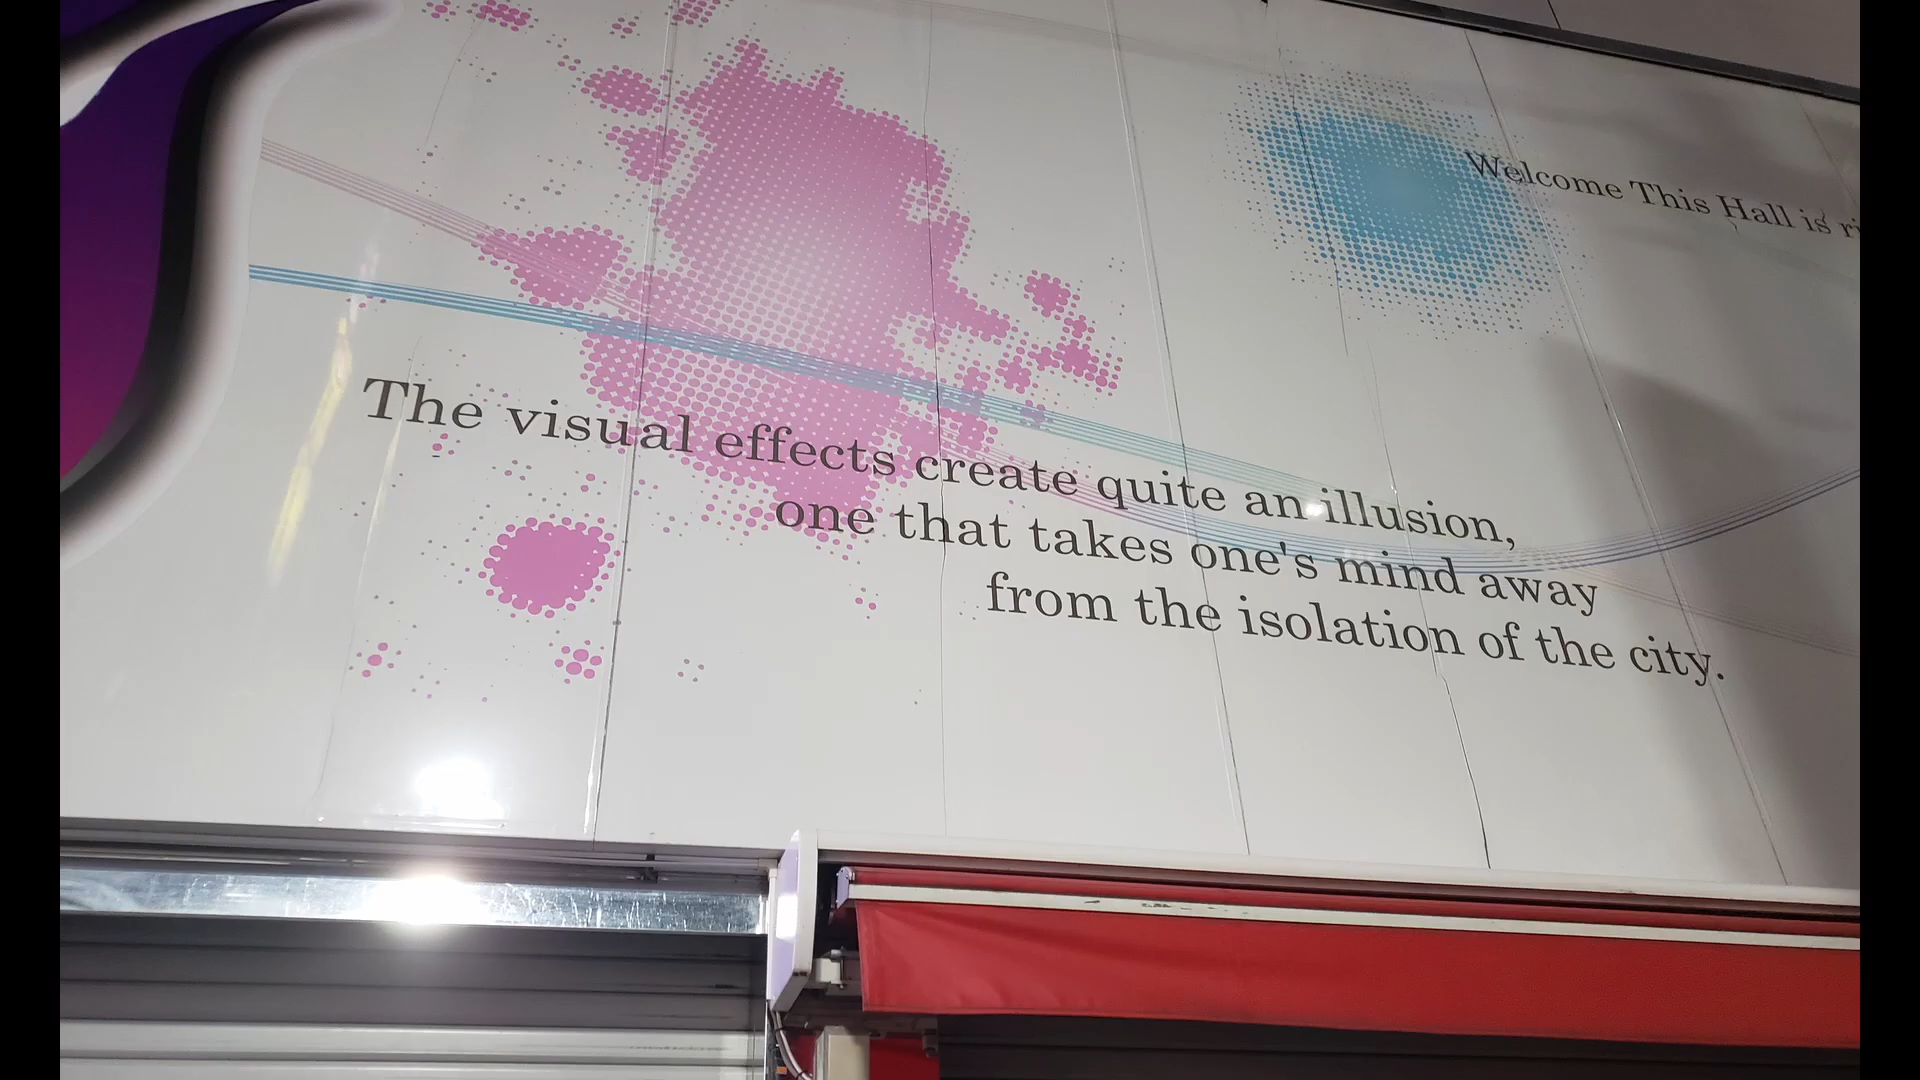 Welcome This Hall is
The visual effects create quite an illusion,
one that takes one's mind away
from the isolation of the city.